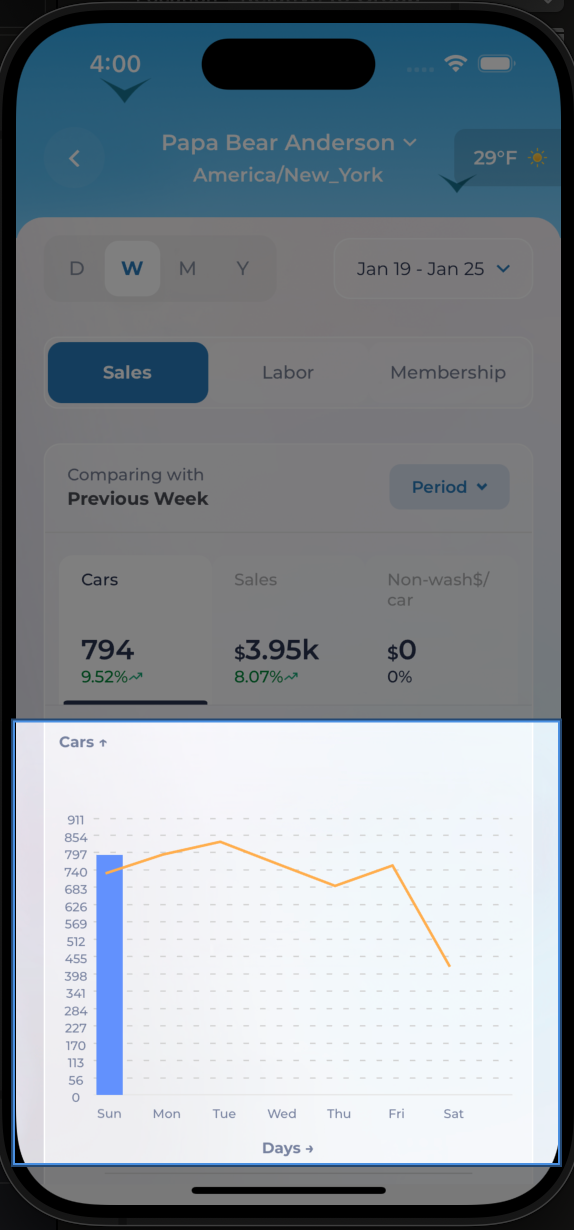 4:00
Papa Bear Anderson
America/New_York
29°F
D W M Y
Jan 19 - Jan 25
Sales Labor Membership
Comparing with
Previous Week
Period
Cars Sales Non-wash$/
car
794 $3.95k $0
9.52% 8.07% 0%
Cars ↑
911
854
797
740
683
626
569
512
455
398
341
284
227
170
113
56
0
Sun Mon Tue Wed Thu Fri Sat
Days →